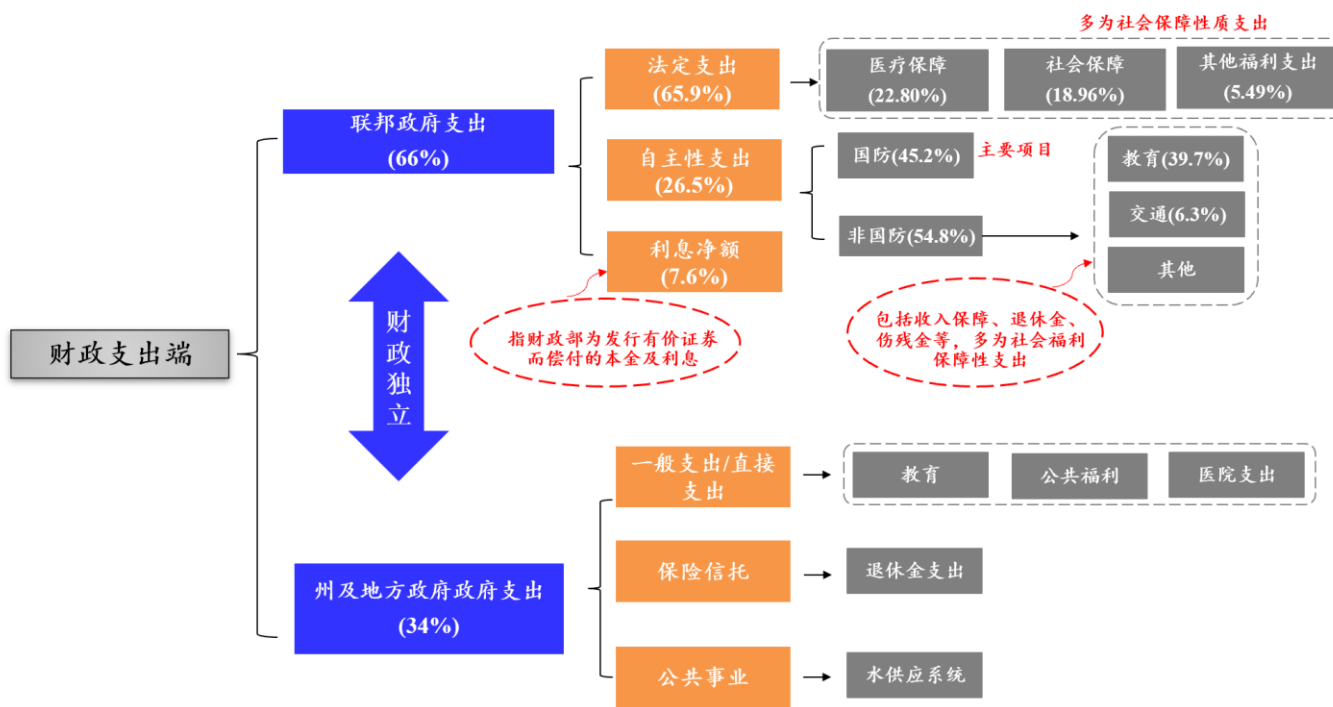 多为社会保障性质支出
法定支出
(65.9%)
医疗保障
(22.80%)
社会保障
(18.96%)
其他福利支出
(5.49%)
联邦政府支出
(66%)
自主性支出
(26.5%)
国防(45.2%)
主要项目
教育(39.7%)
交通(6.3%)
非国防(54.8%)
其他
利息净额
(7.6%)
指财政部为发行有价证券
而偿付的本金及利息
包括收入保障、退休金、
伤残金等，多为社会福利
保障性支出
财政支出端
财
政
独
立
一般支出/直接
支出
教育
公共福利
医院支出
保险信托
退休金支出
州及地方政府政府支出
(34%)
公共事业
水供应系统